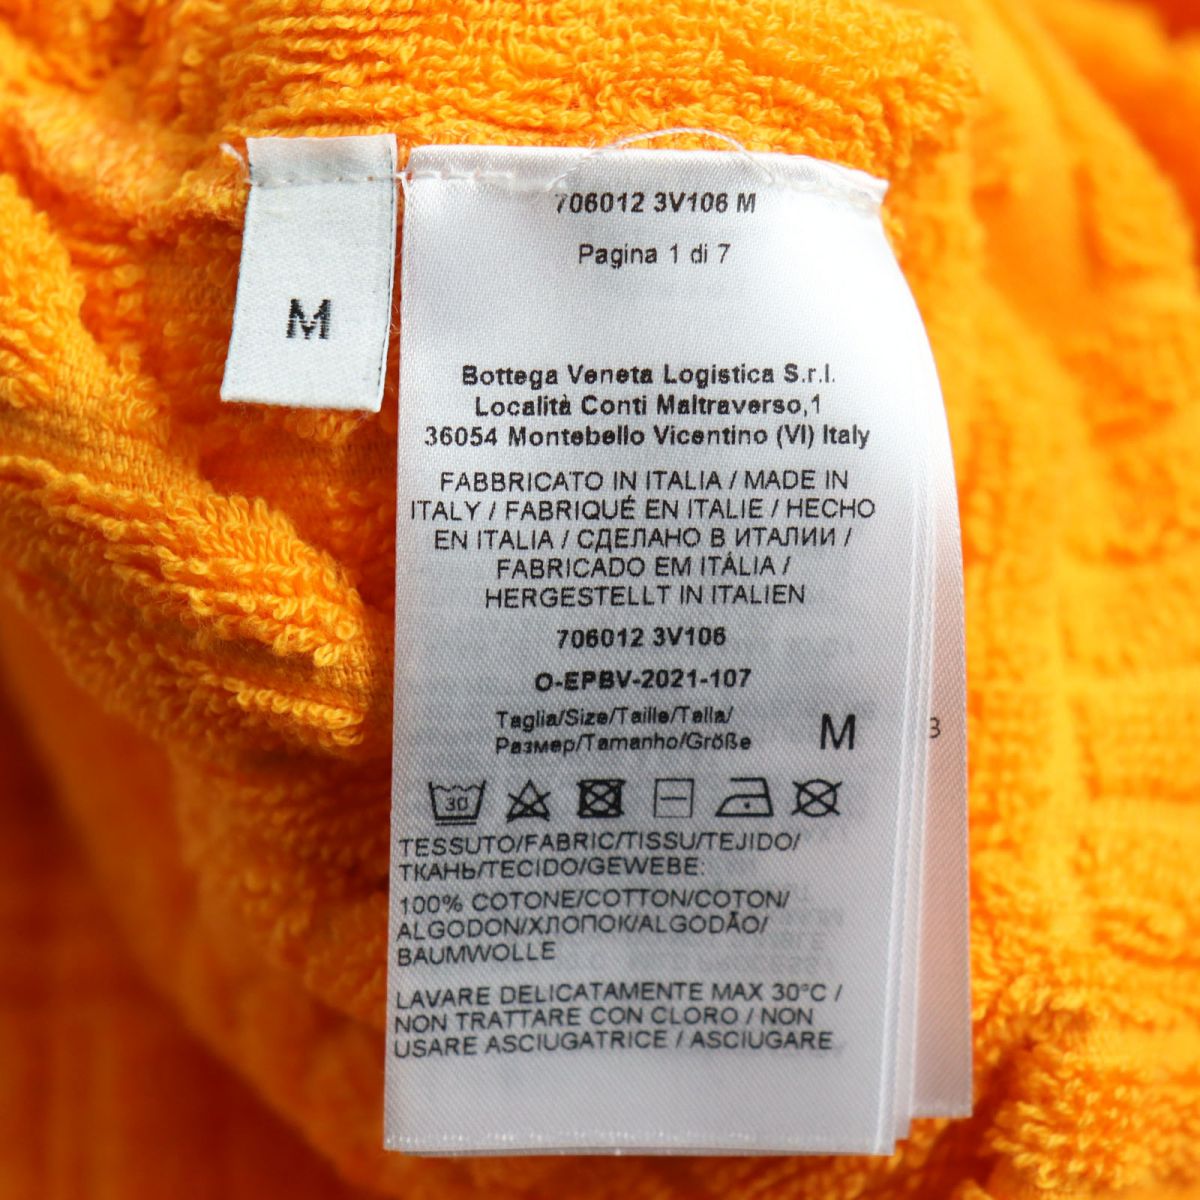 M
706012 3V106 M
Pagina 1 di 7
Bottega Veneta Logistica S.r.l.
Località Conti Maltraverso,1
36054 Montebello Vicentino (VI) Italy
FABBRICATO IN ITALIA / MADE IN
ITALY / FABRIQUÉ EN ITALIE / HECHO
EN ITALIA / СДЕЛАНО В ИТАЛИИ /
FABRICADO EM ITÁLIA /
HERGESTELLT IN ITALIEN
706012 3V106
O-EPBV-2021-107
Taglia/Size/Taille/Talla/
Размер/Tamanho/Größe
M
30
TESSUTO/FABRIC/TISSU/TEJIDO/
ТКАНЬ/TECIDO/GEWEBE:
100% COTONE/COTTON/COTON/
ALGODON/ХЛОПОК/ALGODÃO/
BAUMWOLLE
LAVARE DELICATAMENTE MAX 30°C /
NON TRATTARE CON CLORO / NON
USARE ASCIUGATRICE / ASCIUGARE